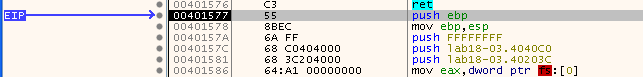 00401576 C3 ret
EIP 00401577 55 push ebp
00401578 8BEC mov ebp,esp
0040157A 6A FF push FFFFFFFF
0040157C 68 C0404000 push lab18-03.4040C0
00401581 68 3C204000 push lab18-03.40203C
00401586 64:A1 00000000 mov eax,dword ptr fs:[0]